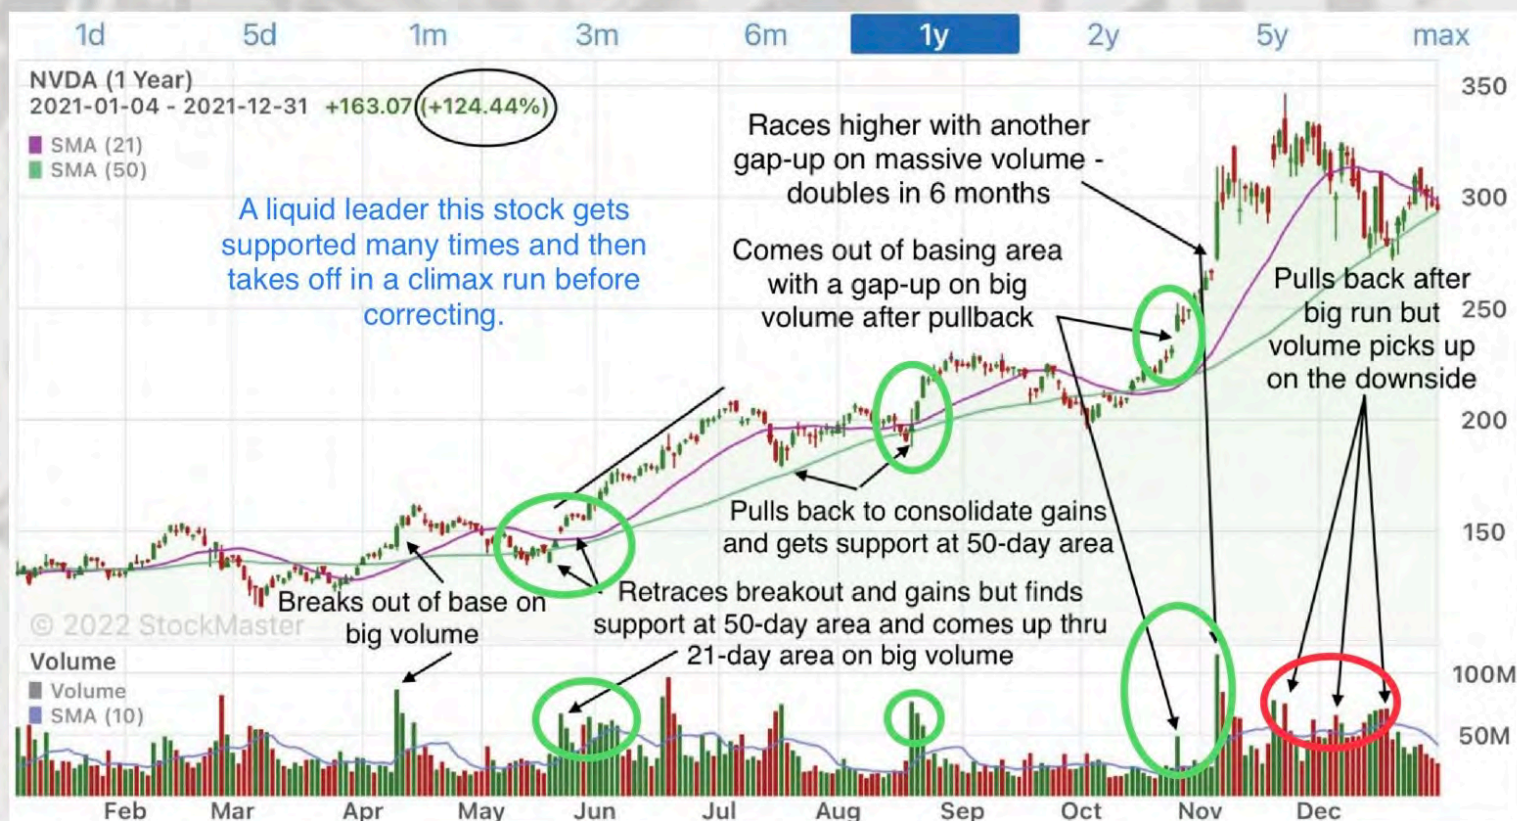 1d 5d 1m 3m 6m 1y 2y 5y max
NVDA (1 Year)
2021-01-04 - 2021-12-31 +163.07 (+124.44%)
SMA (21)
SMA (50)
A liquid leader this stock gets
supported many times and then
takes off in a climax run before
correcting.
Races higher with another
gap-up on massive volume -
doubles in 6 months
Comes out of basing area
with a gap-up on big
volume after pullback
Pulls back after
big run but
volume picks up
on the downside
Pulls back to consolidate gains
and gets support at 50-day area
Breaks out of base on
big volume
Retraces breakout and gains but finds
support at 50-day area and comes up thru
21-day area on big volume
350
300
250
200
150
© 2022 StockMaster
Volume
Volume
SMA (10)
100M
50M
Feb Mar Apr May Jun Jul Aug Sep Oct Nov Dec